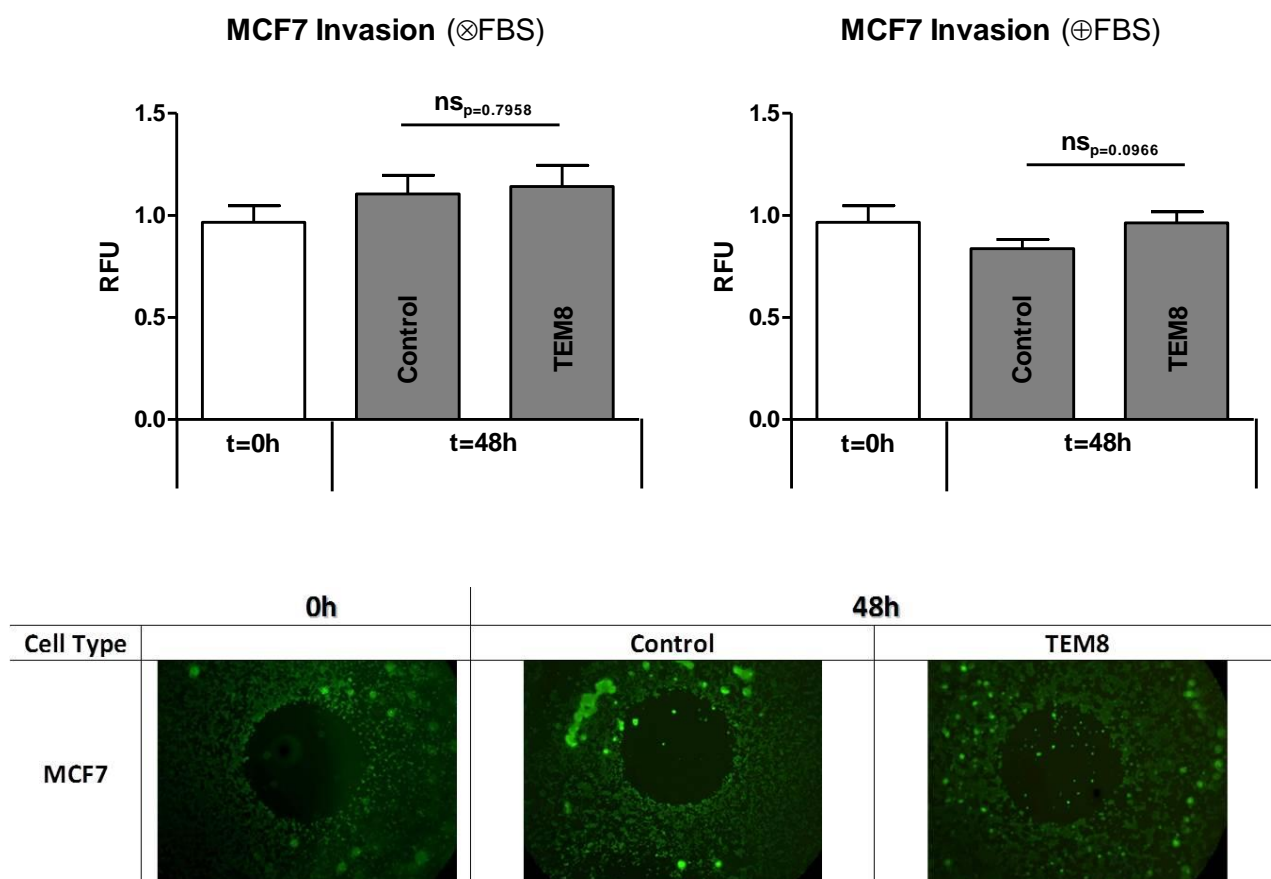 MCF7 Invasion (⊗FBS)
1.5
1.0
0.5
0.0
RFU
ns p=0.7958
Control
TEM8
t=0h
t=48h
MCF7 Invasion (⊕FBS)
1.5
1.0
0.5
0.0
RFU
ns p=0.0966
Control
TEM8
t=0h
t=48h
0h 48h
Cell Type Control TEM8
MCF7